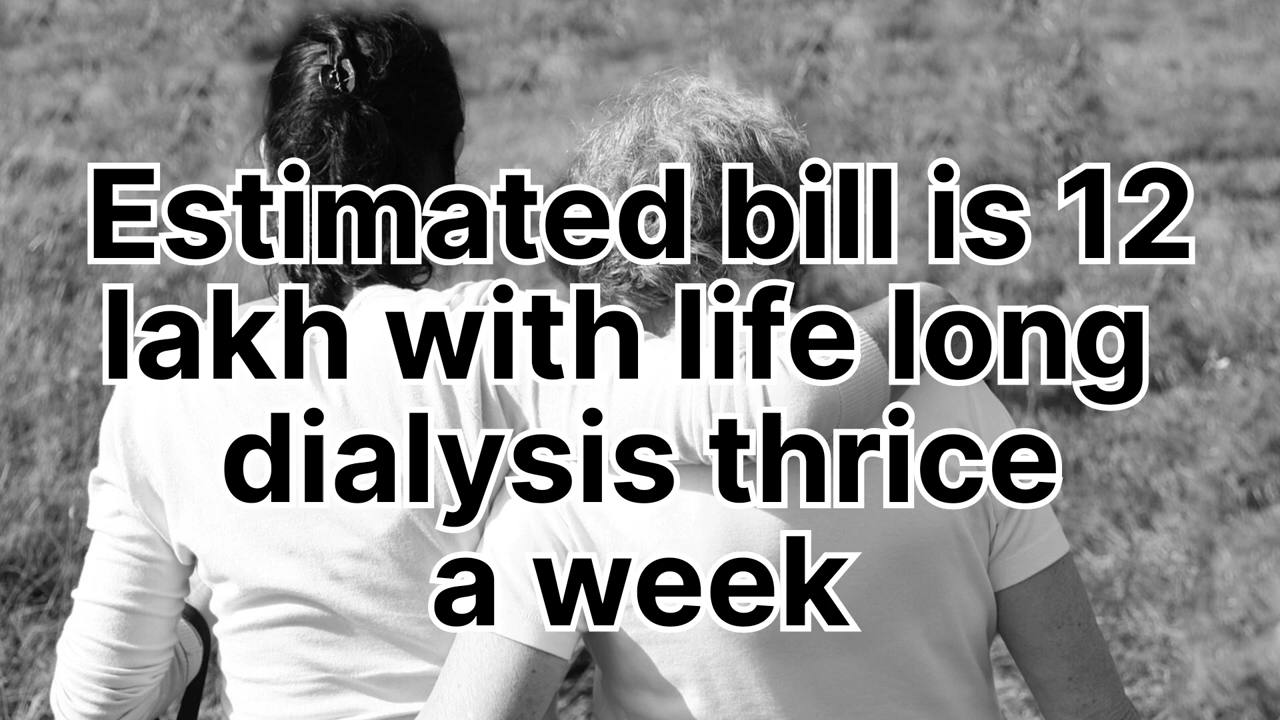 Estimated bill is 12
lakh with life long
dialysis thrice
a week